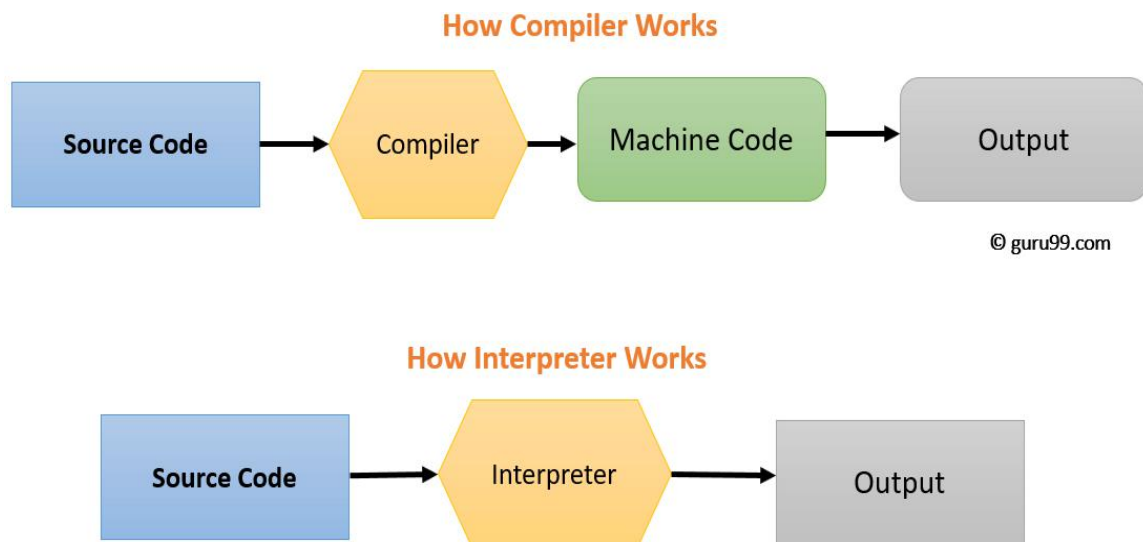 How Compiler Works
Source Code
Compiler
Machine Code
Output
© guru99.com
How Interpreter Works
Source Code
Interpreter
Output